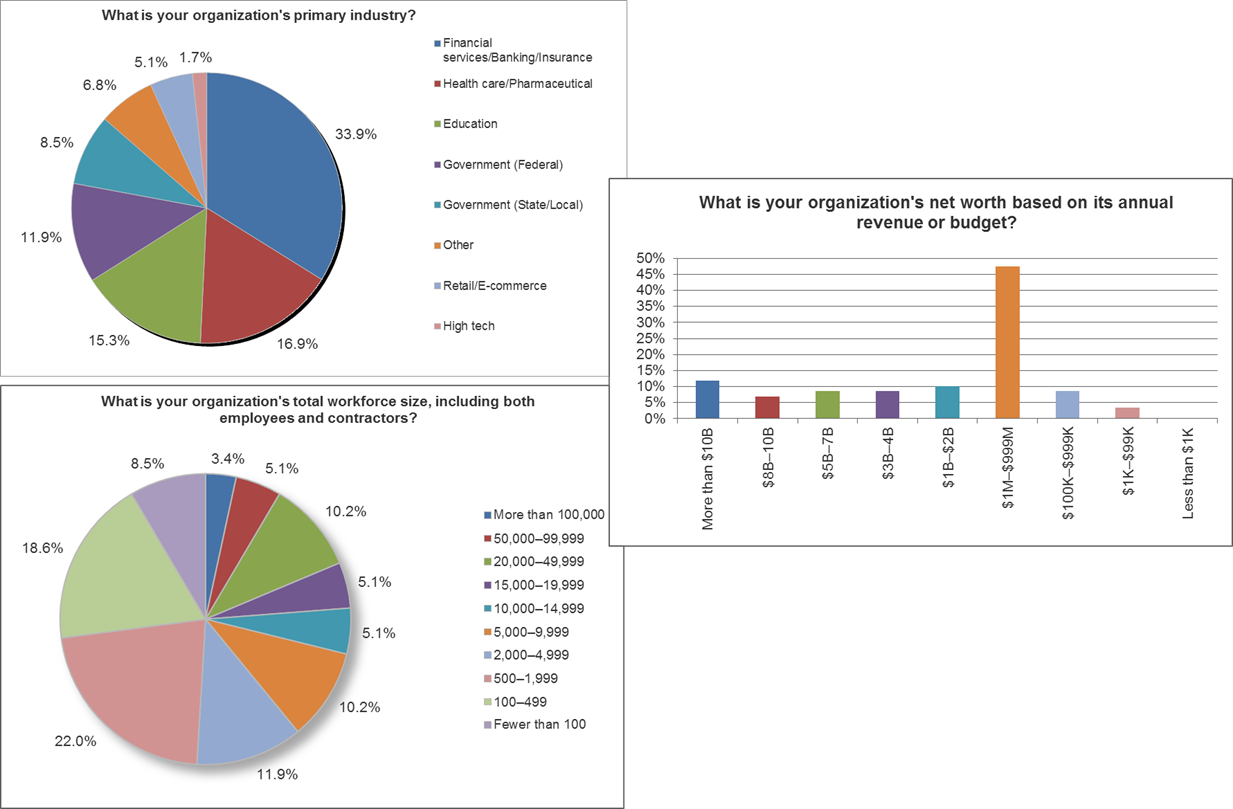 What is your organization's primary industry?
1.7%
5.1%
6.8%
8.5%
11.9%
15.3%
16.9%
33.9%
Financial
services/Banking/Insurance
Health care/Pharmaceutical
Education
Government (Federal)
Government (State/Local)
Other
Retail/E-commerce
High tech
What is your organization's net worth based on its annual
revenue or budget?
50%
45%
40%
35%
30%
25%
20%
15%
10%
5%
0%
More than $10B
$8B–10B
$5B–7B
$3B–4B
$1B–$2B
$1M–$999M
$100K–$999K
$1K–$99K
Less than $1K
What is your organization's total workforce size, including both
employees and contractors?
3.4%
5.1%
10.2%
5.1%
5.1%
10.2%
11.9%
22.0%
18.6%
8.5%
More than 100,000
50,000–99,999
20,000–49,999
15,000–19,999
10,000–14,999
5,000–9,999
2,000–4,999
500–1,999
100–499
Fewer than 100